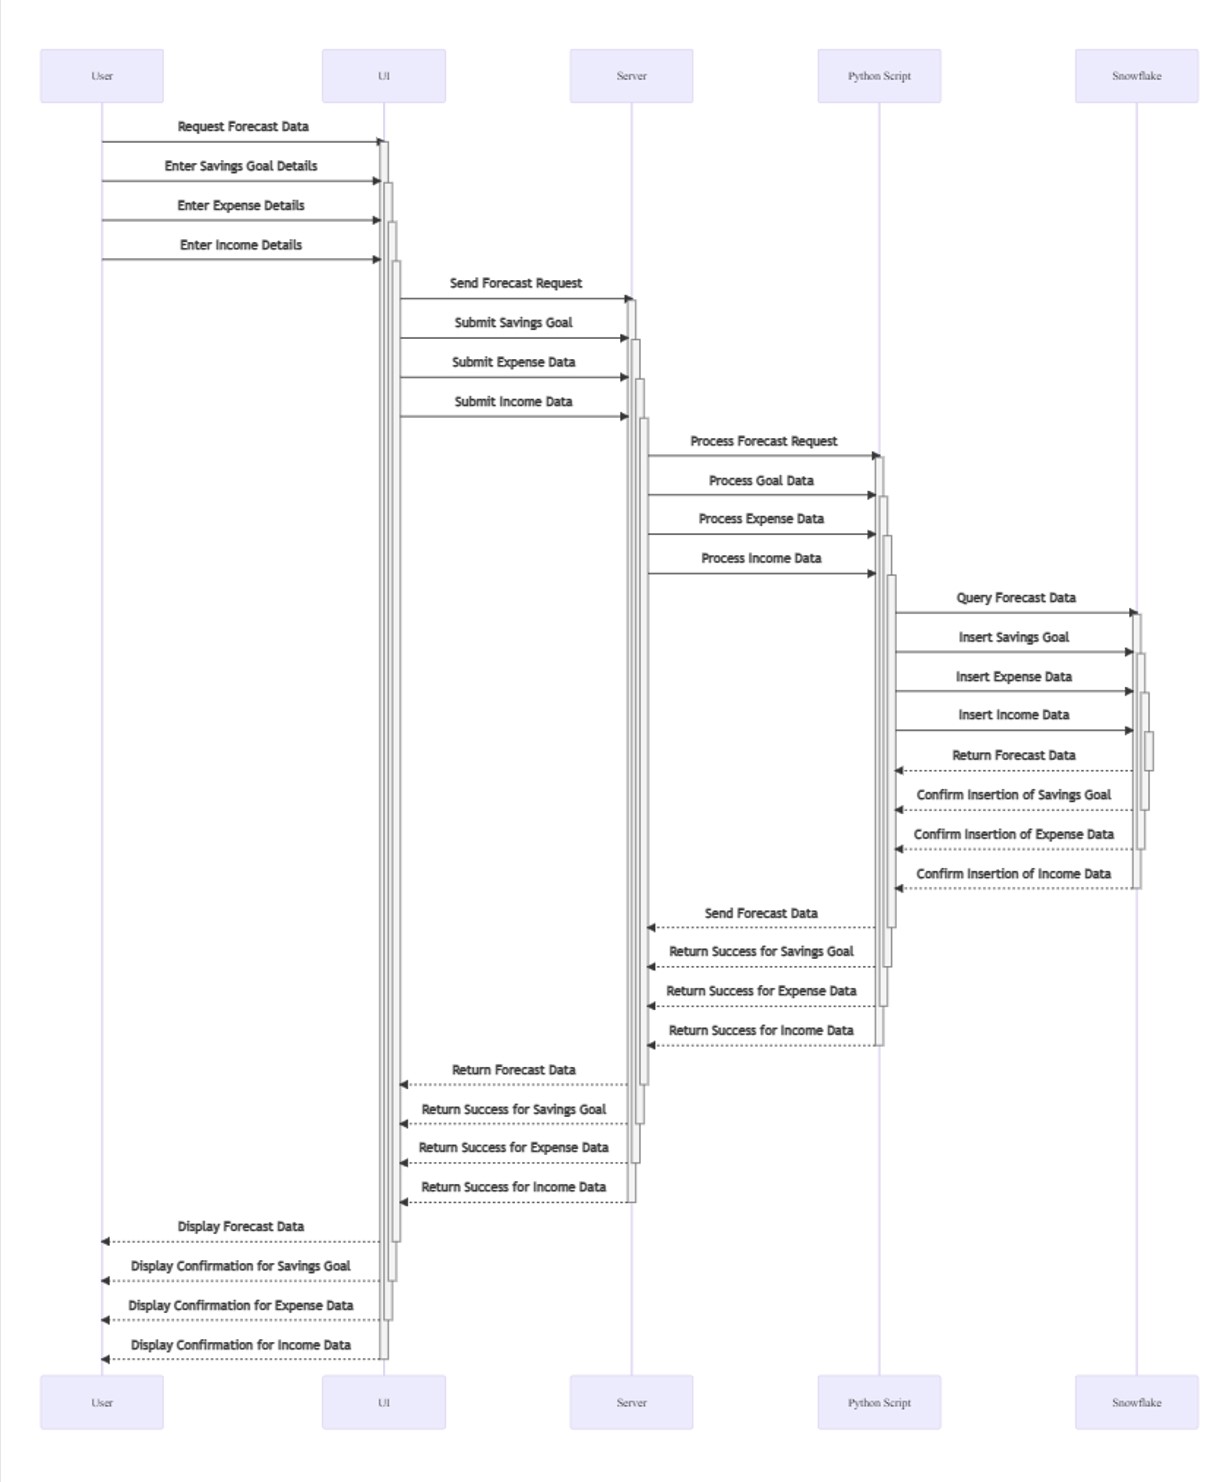 User
UI
Server
Python Script
Snowflake
Request Forecast Data
Enter Savings Goal Details
Enter Expense Details
Enter Income Details
Send Forecast Request
Submit Savings Goal
Submit Expense Data
Submit Income Data
Process Forecast Request
Process Goal Data
Process Expense Data
Process Income Data
Query Forecast Data
Insert Savings Goal
Insert Expense Data
Insert Income Data
Return Forecast Data
Confirm Insertion of Savings Goal
Confirm Insertion of Expense Data
Confirm Insertion of Income Data
Send Forecast Data
Return Success for Savings Goal
Return Success for Expense Data
Return Success for Income Data
Return Forecast Data
Return Success for Savings Goal
Return Success for Expense Data
Return Success for Income Data
Display Forecast Data
Display Confirmation for Savings Goal
Display Confirmation for Expense Data
Display Confirmation for Income Data
User
UI
Server
Python Script
Snowflake